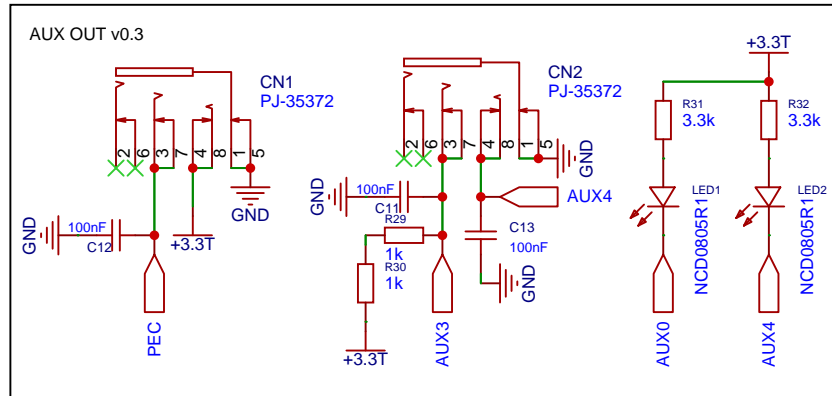 AUX OUT v0.3
CN1
PJ-35372
2
6
3
7
4
8
1
5
GND
GND
100nF
C12
+3.3T
PEC
CN2
PJ-35372
2
6
3
7
4
8
1
5
GND
GND
100nF
C11
AUX4
R29
1k
R30
1k
C13
100nF
GND
+3.3T
AUX3
+3.3T
R31
3.3k
R32
3.3k
LED1
NCD0805R1
LED2
NCD0805R1
AUX0
AUX4